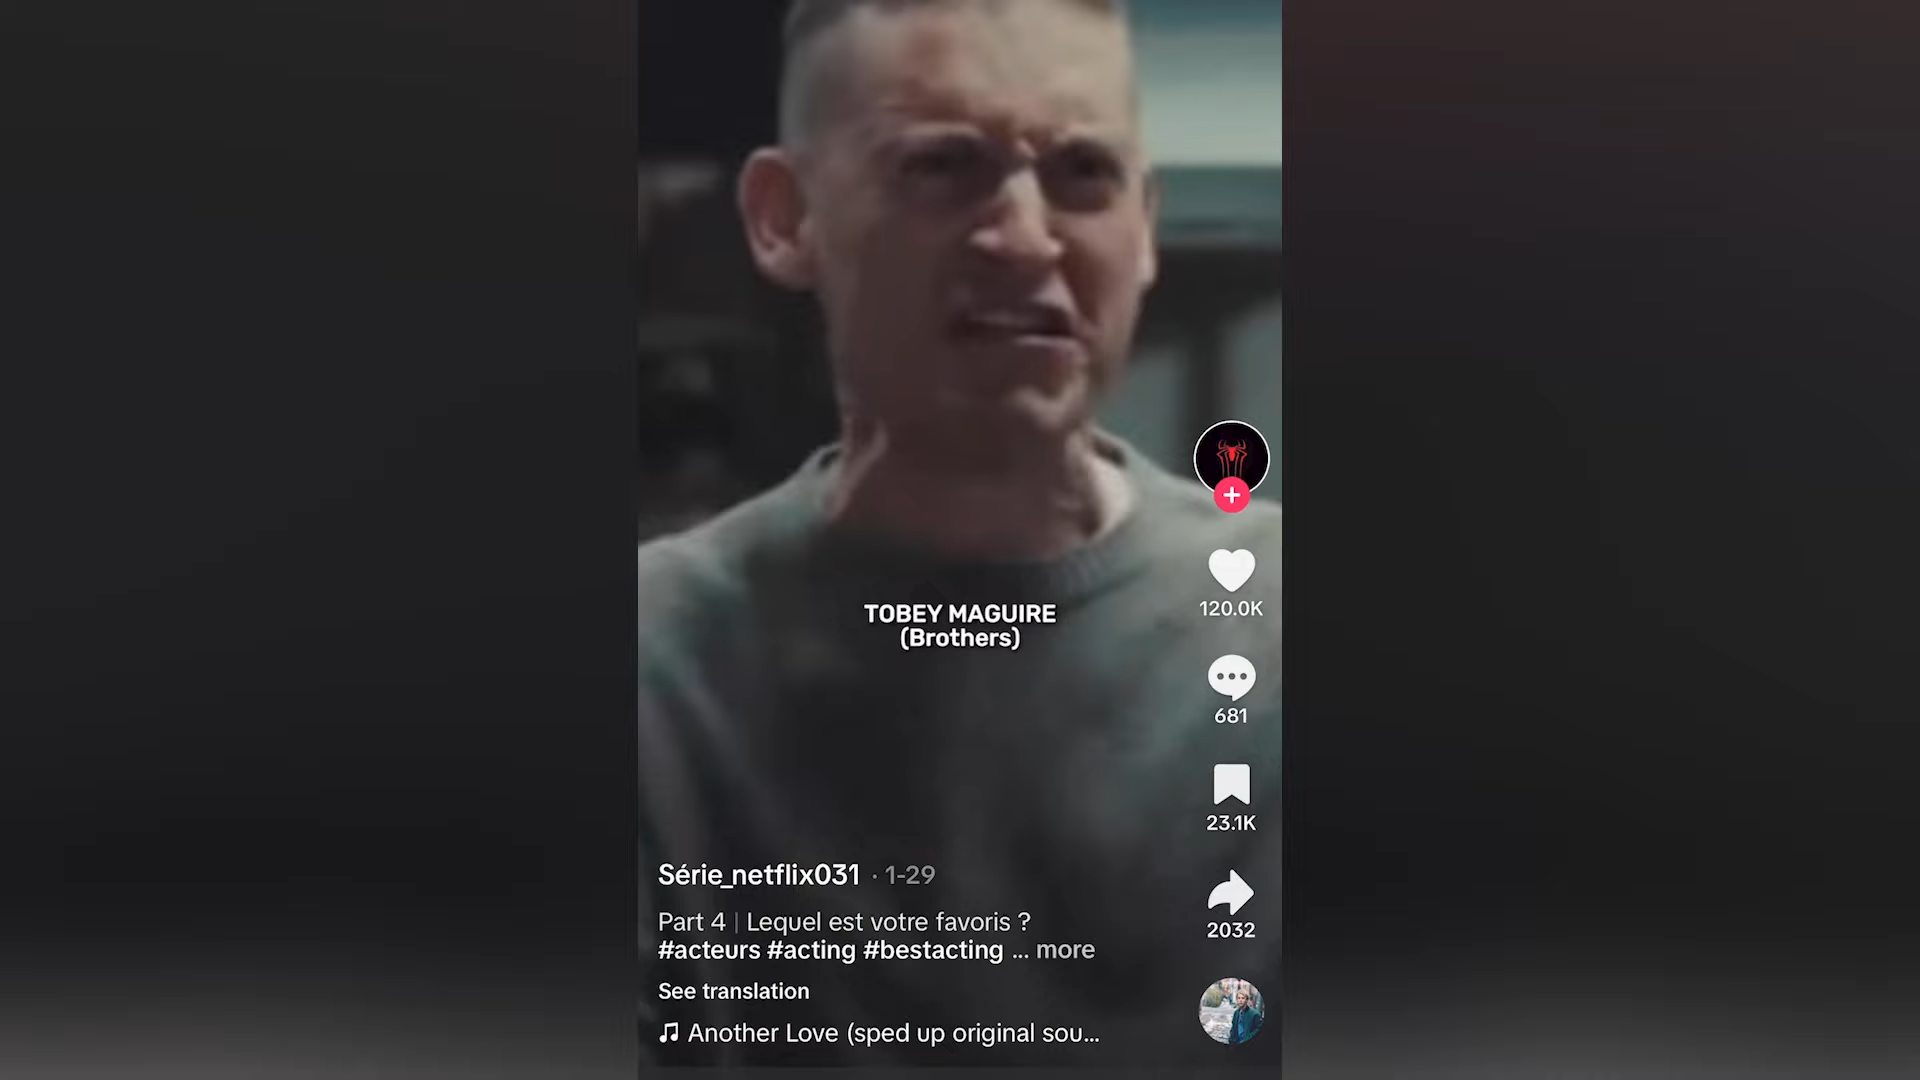 TOBEY MAGUIRE
(Brothers)
120.0K
681
23.1K
2032
Série_netflix031 · 1-29
Part 4 | Lequel est votre favoris ?
#acteurs #acting #bestacting ... more
See translation
Another Love (sped up original sou...